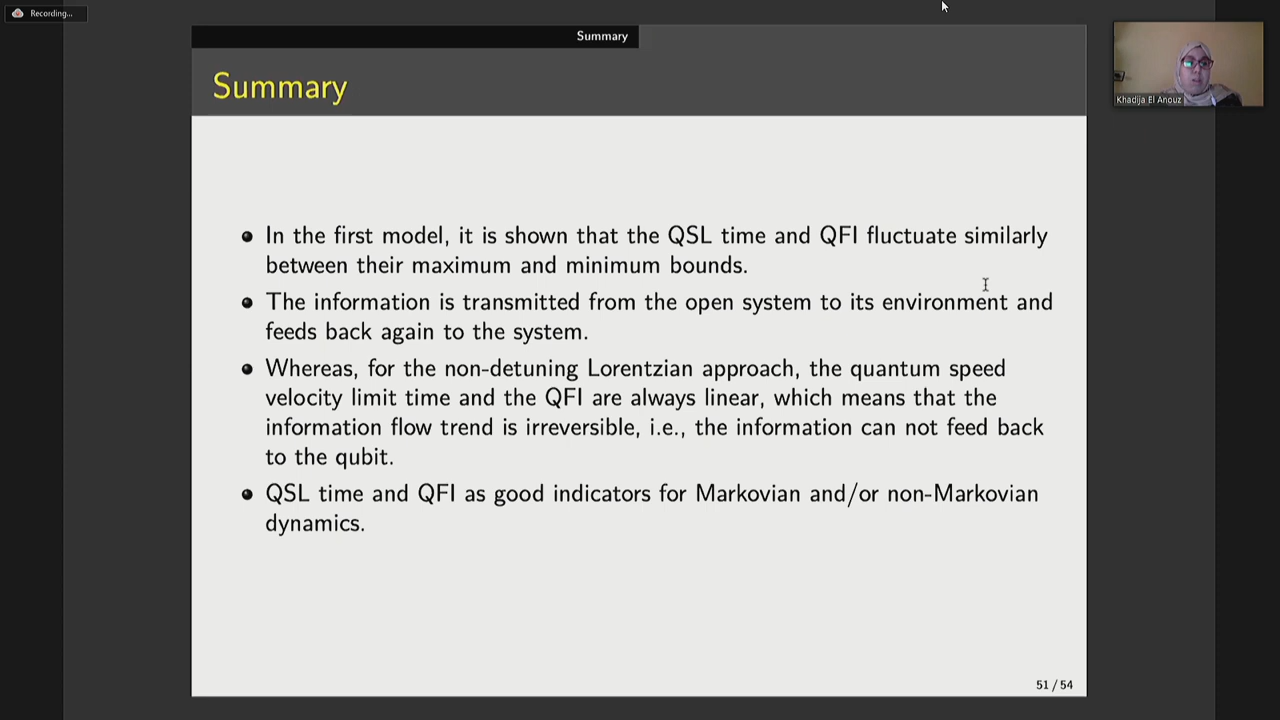 Recording...
Summary
Summary
Khadija El Anouz
In the first model, it is shown that the QSL time and QFI fluctuate similarly
between their maximum and minimum bounds.
The information is transmitted from the open system to its environment and
feeds back again to the system.
Whereas, for the non-detuning Lorentzian approach, the quantum speed
velocity limit time and the QFI are always linear, which means that the
information flow trend is irreversible, i.e., the information can not feed back
to the qubit.
QSL time and QFI as good indicators for Markovian and/or non-Markovian
dynamics.
51 / 54